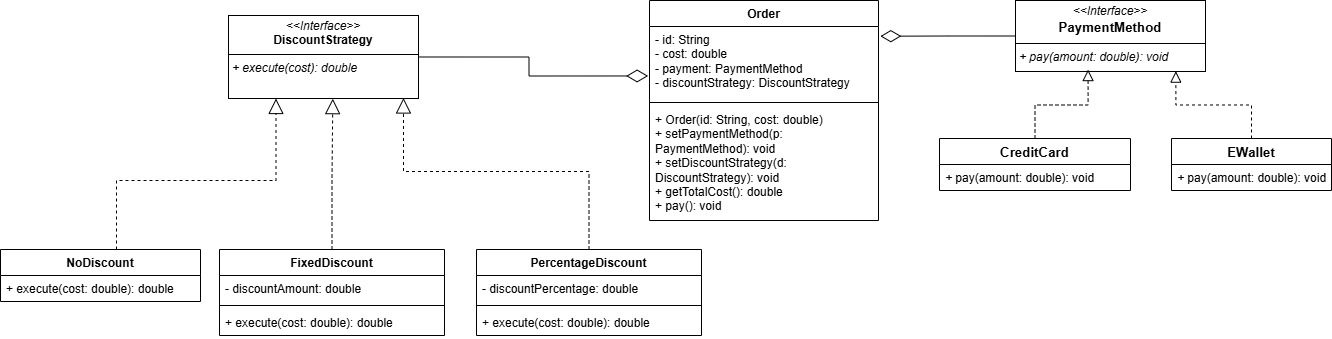 <<Interface>>
DiscountStrategy
+ execute(cost): double
Order
- id: String
- cost: double
- payment: PaymentMethod
- discountStrategy: DiscountStrategy
+ Order(id: String, cost: double)
+ setPaymentMethod(p:
PaymentMethod): void
+ setDiscountStrategy(d:
DiscountStrategy): void
+ getTotalCost(): double
+ pay(): void
<<Interface>>
PaymentMethod
+ pay(amount: double): void
CreditCard
+ pay(amount: double): void
EWallet
+ pay(amount: double): void
NoDiscount
+ execute(cost: double): double
FixedDiscount
- discountAmount: double
+ execute(cost: double): double
PercentageDiscount
- discountPercentage: double
+ execute(cost: double): double